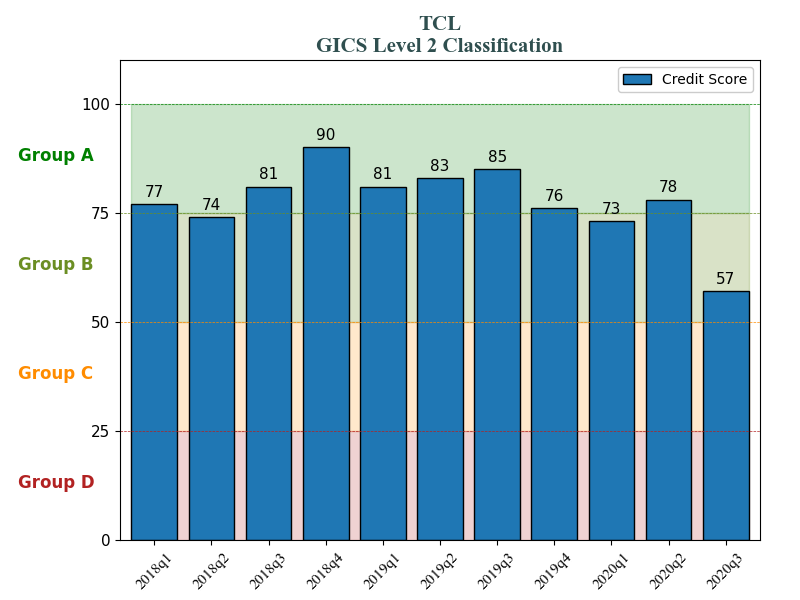 TCL
GICS Level 2 Classification
Credit Score
100
Group A
90
85
83
81
81
78
77
76
74
73
75
Group B
57
50
Group C
25
Group D
0
2018q1
2018q2
2018q3
2018q4
2019q1
2019q2
2019q3
2019q4
2020q1
2020q2
2020q3